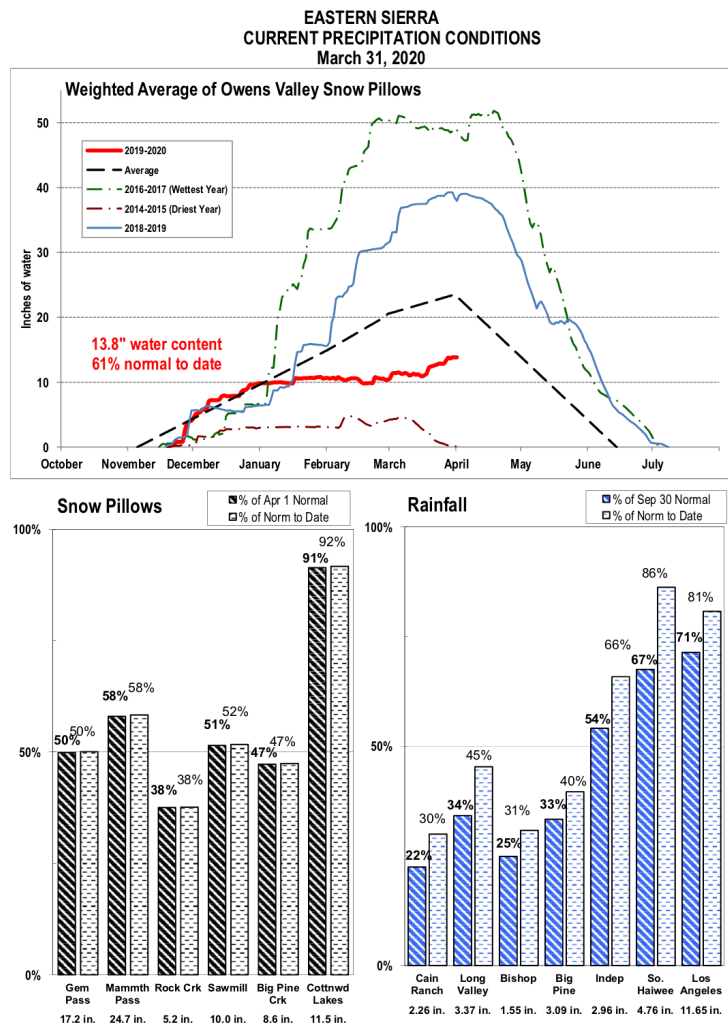 EASTERN SIERRA
CURRENT PRECIPITATION CONDITIONS
March 31, 2020
Weighted Average of Owens Valley Snow Pillows
2019-2020
Average
2016-2017 (Wettest Year)
2014-2015 (Driest Year)
2018-2019
Inches of water
50
40
30
20
10
0
13.8" water content
61% normal to date
October November December January February March April May June July
Snow Pillows
% of Apr 1 Normal
% of Norm to Date
100%
50%
0%
50% 50%
58% 58%
38% 38%
51% 52%
47% 47%
91% 92%
Gem Mammth Rock Crk Sawmill Big Pine Cottnwd
Pass Pass Crk Lakes
17.2 in. 24.7 in. 5.2 in. 10.0 in. 8.6 in. 11.5 in.
Rainfall
% of Sep 30 Normal
% of Norm to Date
100%
50%
0%
22% 30%
34% 45%
25% 31%
33% 40%
54% 66%
67% 86%
71% 81%
Cain Long Bishop Big Indep So. Los
Ranch Valley Pine Haiwee Angeles
2.26 in. 3.37 in. 1.55 in. 3.09 in. 2.96 in. 4.76 in. 11.65 in.